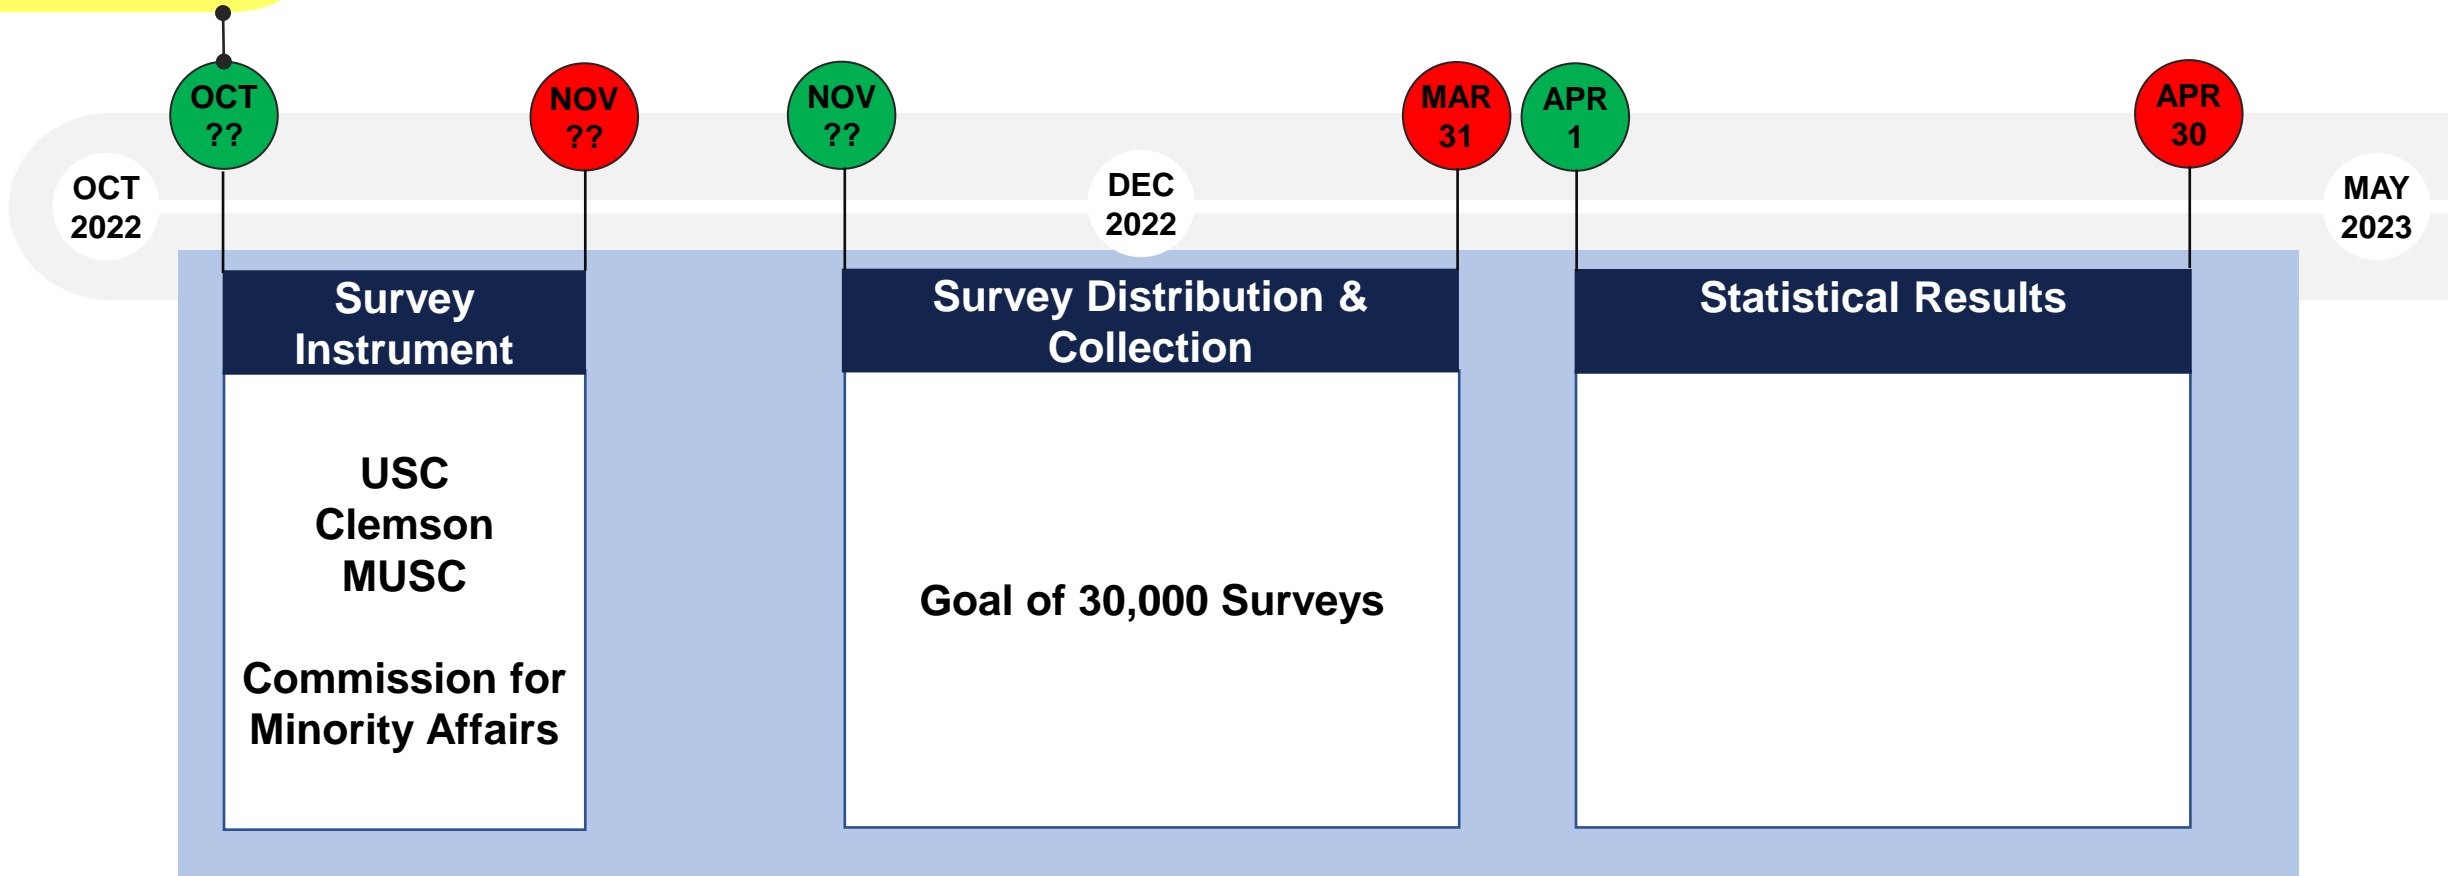 OCT
??
NOV
??
NOV
??
MAR
31
APR
1
APR
30
OCT
2022
DEC
2022
MAY
2023
Survey
Instrument
Survey Distribution &
Collection
Statistical Results
USC
Clemson
MUSC
Commission for
Minority Affairs
Goal of 30,000 Surveys